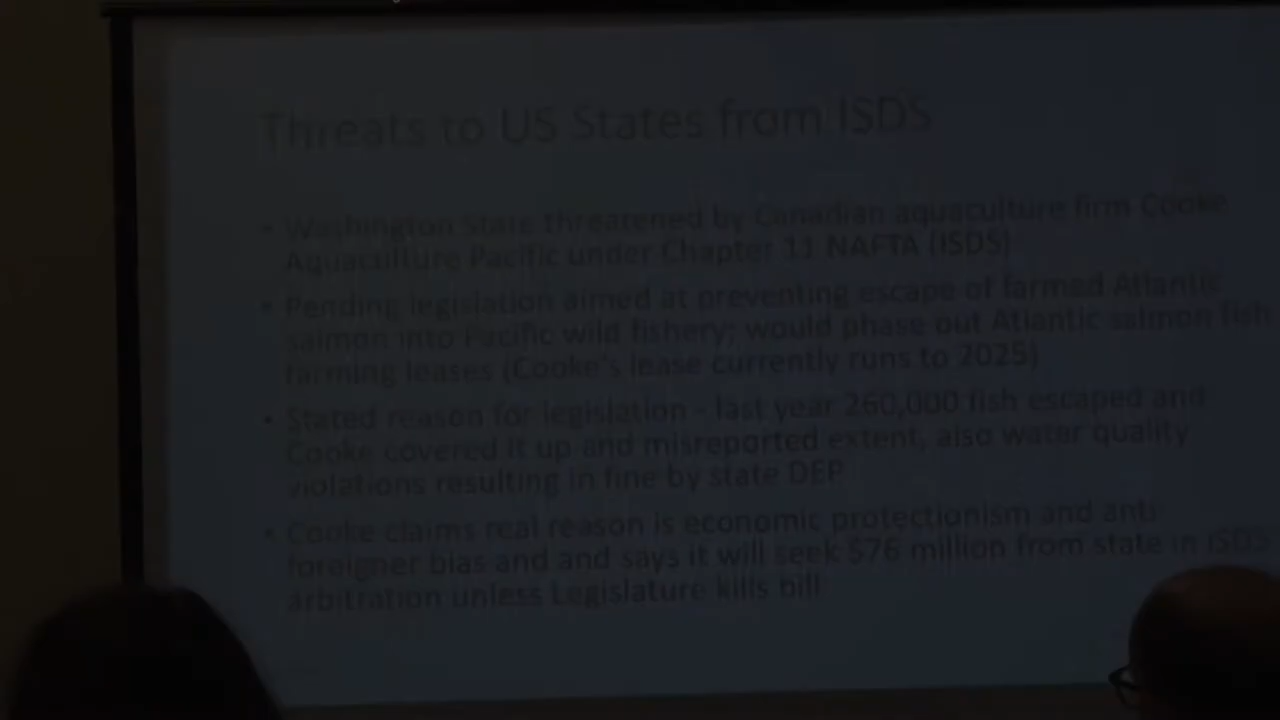 Threats to US States from ISDS
• Washington State threatened by Canadian aquaculture firm Cooke
Aquaculture Pacific under Chapter 11 NAFTA (ISDS)
• Pending legislation aimed at preventing escape of farmed Atlantic
salmon into Pacific wild fishery; would phase out Atlantic salmon fish
farming leases (Cooke's lease currently runs to 2025)
• Stated reason for legislation - last year 260,000 fish escaped and
Cooke covered it up and misreported extent, also water quality
violations resulting in fine by state DEP
• Cooke claims real reason is economic protectionism and anti
foreigner bias and and says it will seek $76 million from state in ISDS
arbitration unless Legislature kills bill